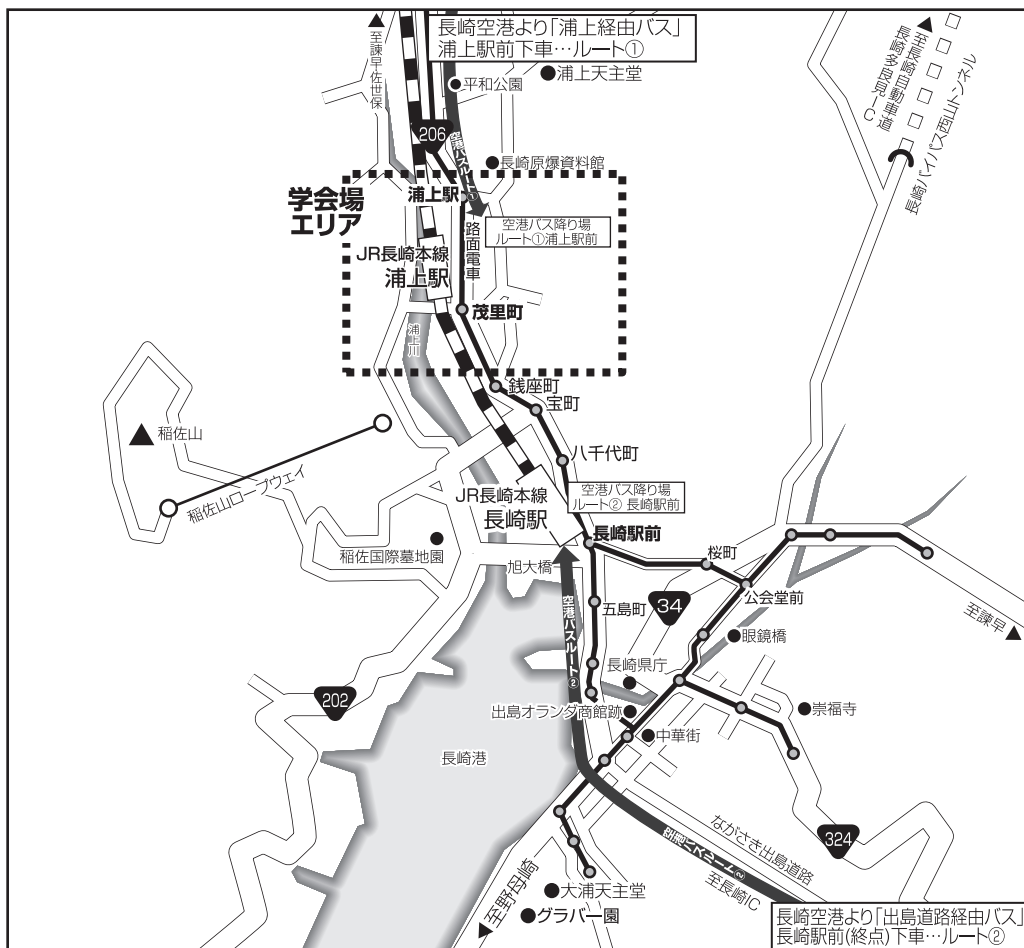 長崎空港より「浦上経由バス」
浦上駅前下車…ルート①
至諫早佐世保
平和公園
浦上天主堂
至長崎自動車道
長崎多良見IC
長崎バイパス西山トンネル
206
空港バスルート①
長崎原爆資料館
学会場
エリア
浦上駅
空港バス降り場
ルート①浦上駅前
路面電車
JR長崎本線
浦上駅
茂里町
浦上川
銭座町
宝町
稲佐山
八千代町
稲佐山ロープウェイ
空港バス降り場
ルート② 長崎駅前
JR長崎本線
長崎駅
長崎駅前
稲佐国際墓地園
旭大橋
桜町
公会堂前
空港バスルート②
五島町
34
至諫早
眼鏡橋
長崎県庁
202
出島オランダ商館跡
崇福寺
中華街
長崎港
ながさき出島道路
324
空港バスルート②
至長崎IC
至野母崎
大浦天主堂
グラバー園
長崎空港より「出島道路経由バス」
長崎駅前(終点)下車…ルート②